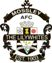 MOSSLEY
AFC
THE LILYWHITES
EST. 1903